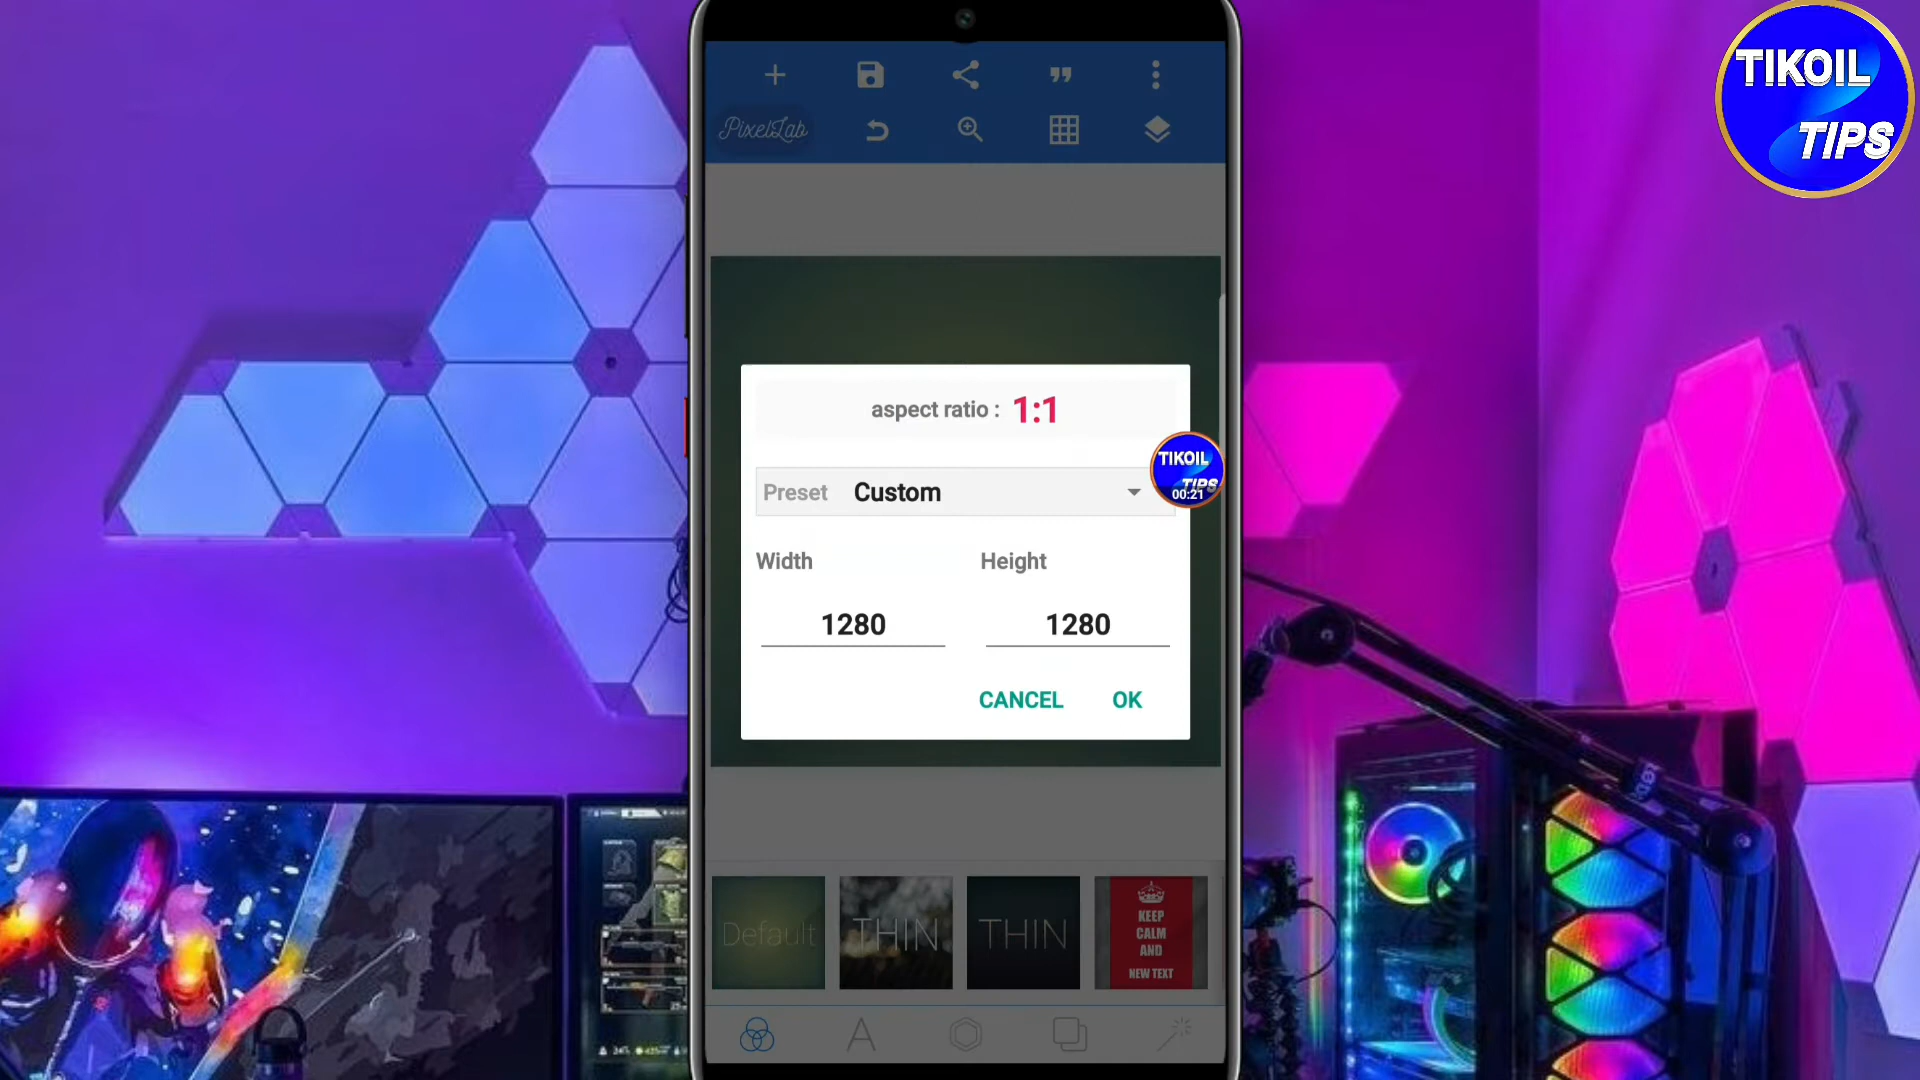 TIKOIL
TIPS
PixelLab
aspect ratio : 1:1
Preset Custom
TIKOIL
TIPS
00:21
Width Height
1280 1280
CANCEL OK
Default
THIN
THIN
KEEP
CALM
AND
NEW TEXT